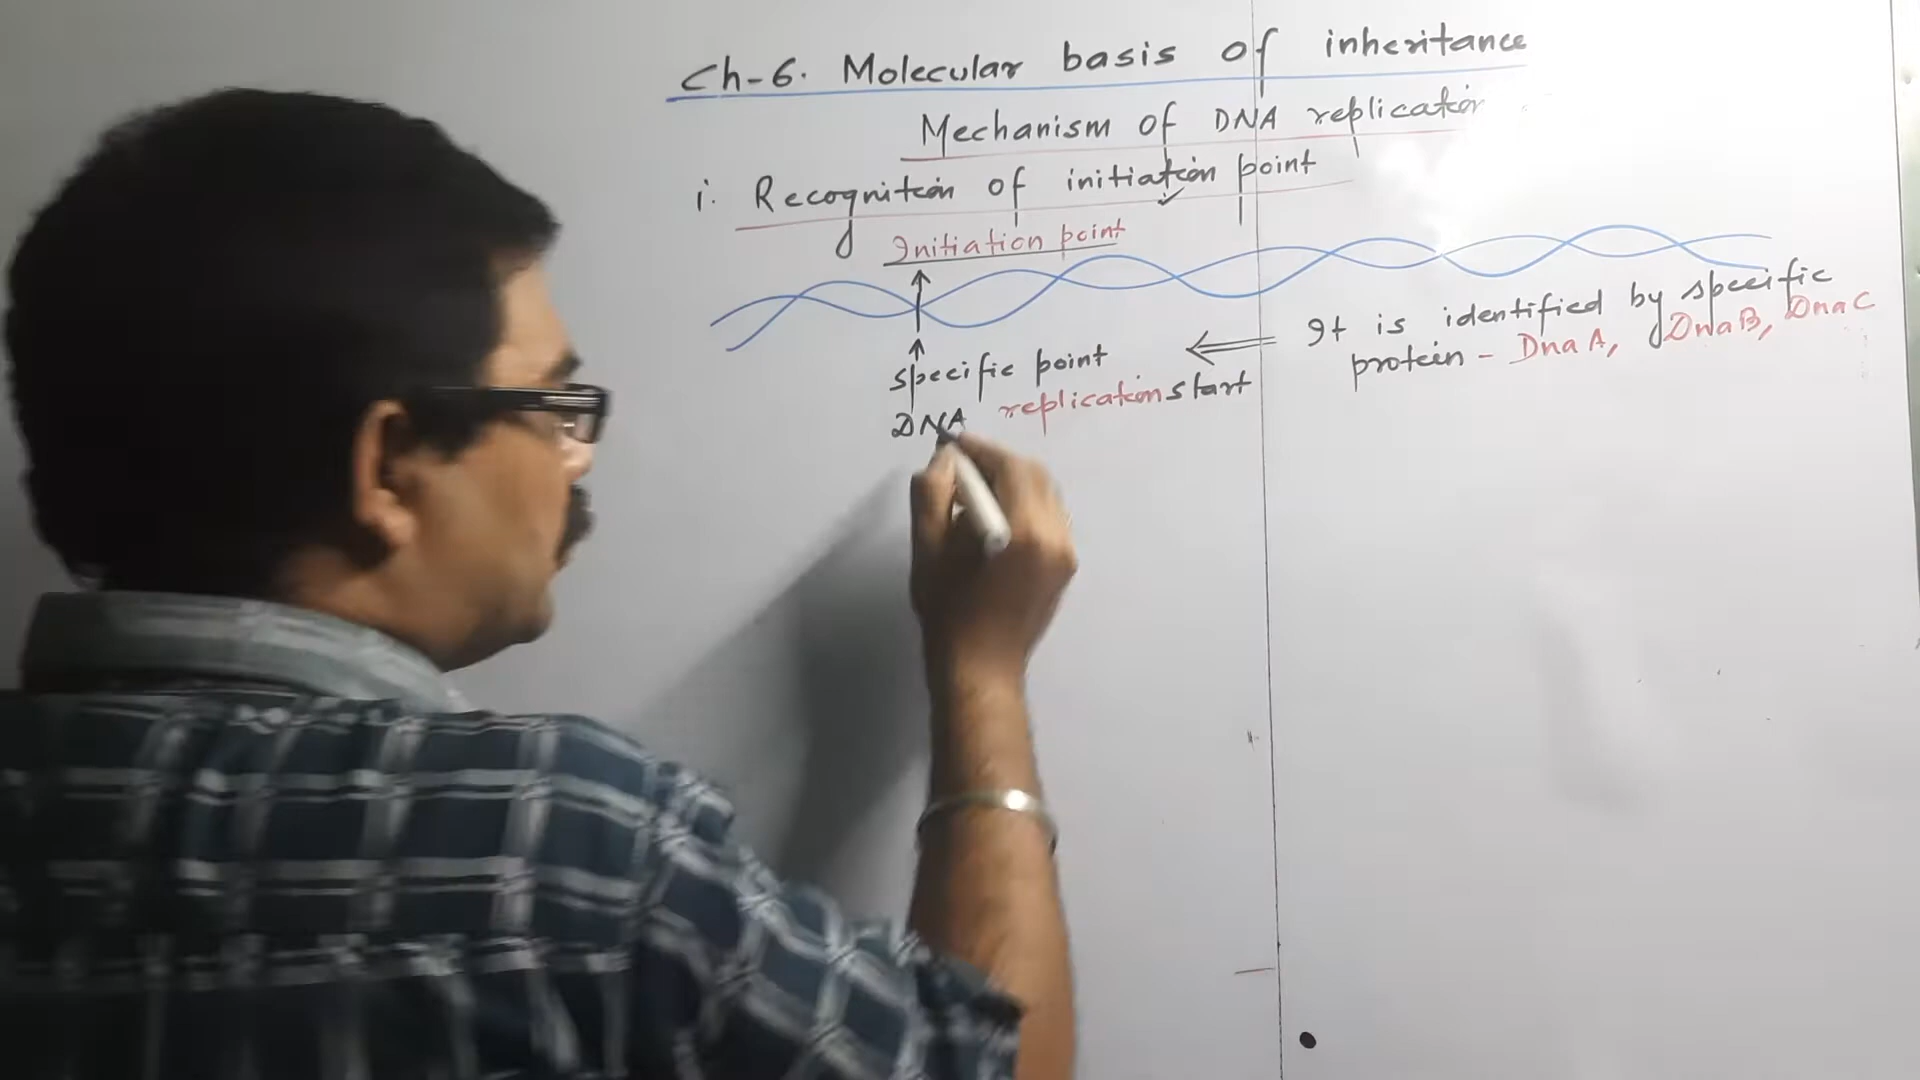 Ch-6. Molecular basis of inheritance
Mechanism of DNA replication
i. Recognition of initiation point
Initiation point
It is identified by specific
protein - DnaA, DnaB, DnaC
specific point
replication start
DNA